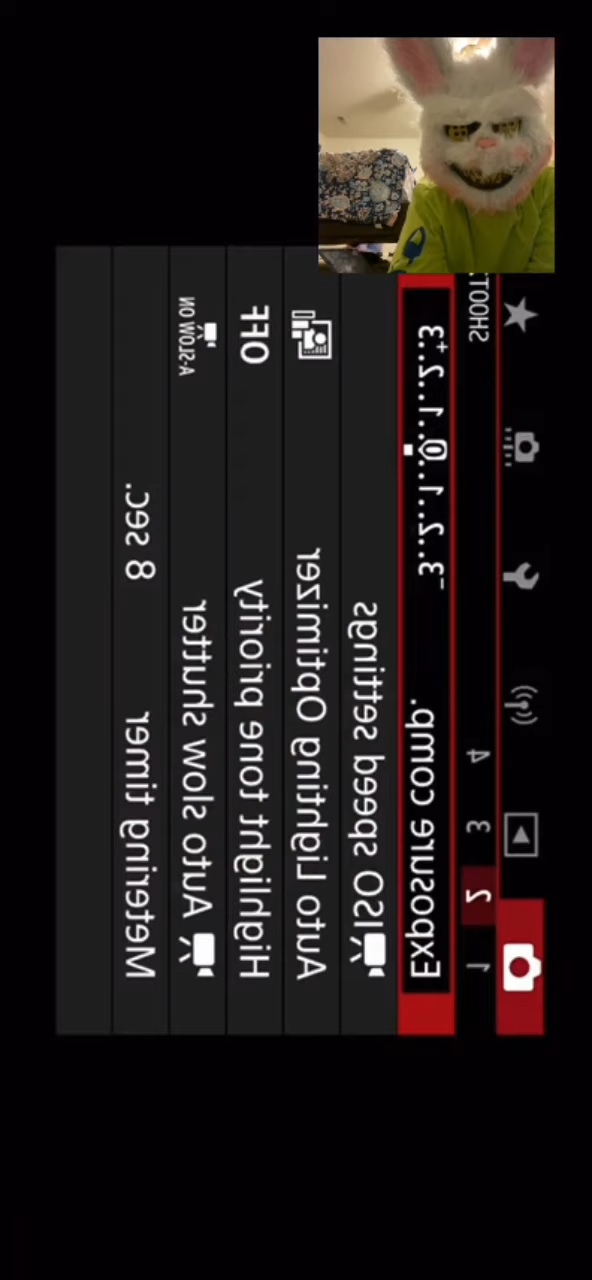 1 2 3 4
SHOOT
Exposure comp. -3..2..1..0..1..2..+3
ISO speed settings
Auto Lighting Optimizer
Highlight tone priority OFF
Auto slow shutter A-SLOW ON
Metering timer 8 sec.